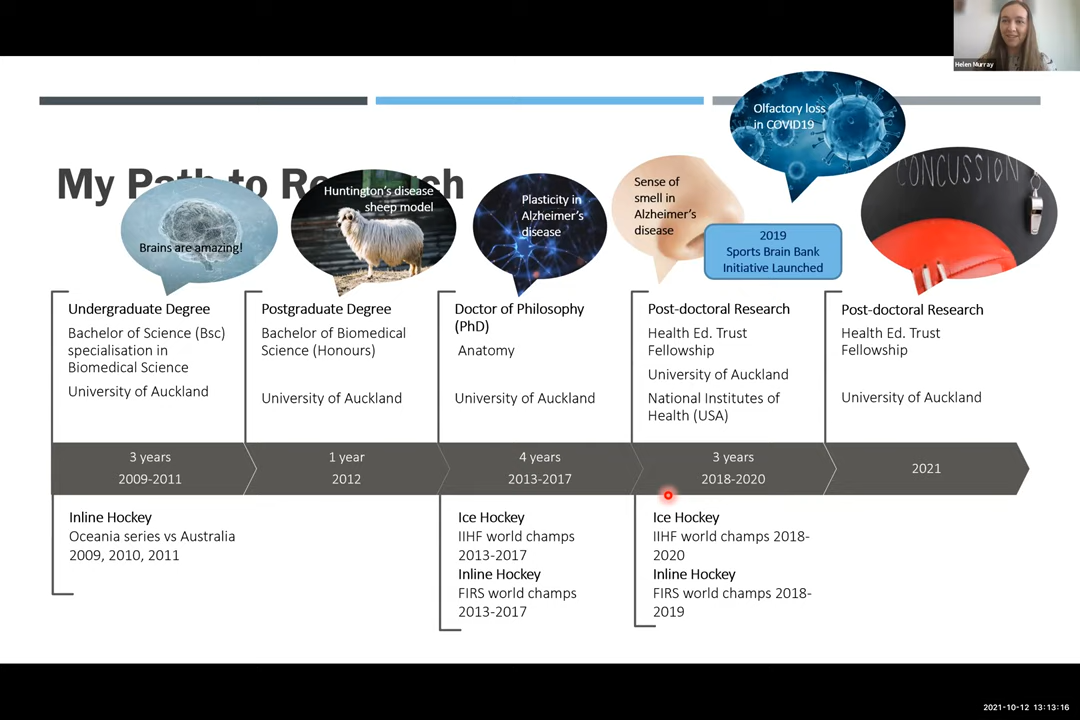 Helen Murray
My Path to Research
Brains are amazing!
Huntington's disease
sheep model
Plasticity in
Alzheimer's
disease
Sense of
smell in
Alzheimer's
disease
Olfactory loss
in COVID19
2019
Sports Brain Bank
Initiative Launched
CONCUSSION
Undergraduate Degree
Bachelor of Science (Bsc)
specialisation in
Biomedical Science
University of Auckland
Postgraduate Degree
Bachelor of Biomedical
Science (Honours)
University of Auckland
Doctor of Philosophy
(PhD)
Anatomy
University of Auckland
Post-doctoral Research
Health Ed. Trust
Fellowship
University of Auckland
National Institutes of
Health (USA)
Post-doctoral Research
Health Ed. Trust
Fellowship
University of Auckland
3 years
2009-2011
1 year
2012
4 years
2013-2017
3 years
2018-2020
2021
Inline Hockey
Oceania series vs Australia
2009, 2010, 2011
Ice Hockey
IIHF world champs
2013-2017
Inline Hockey
FIRS world champs
2013-2017
Ice Hockey
IIHF world champs 2018-
2020
Inline Hockey
FIRS world champs 2018-
2019
2021-10-12 13:13:16